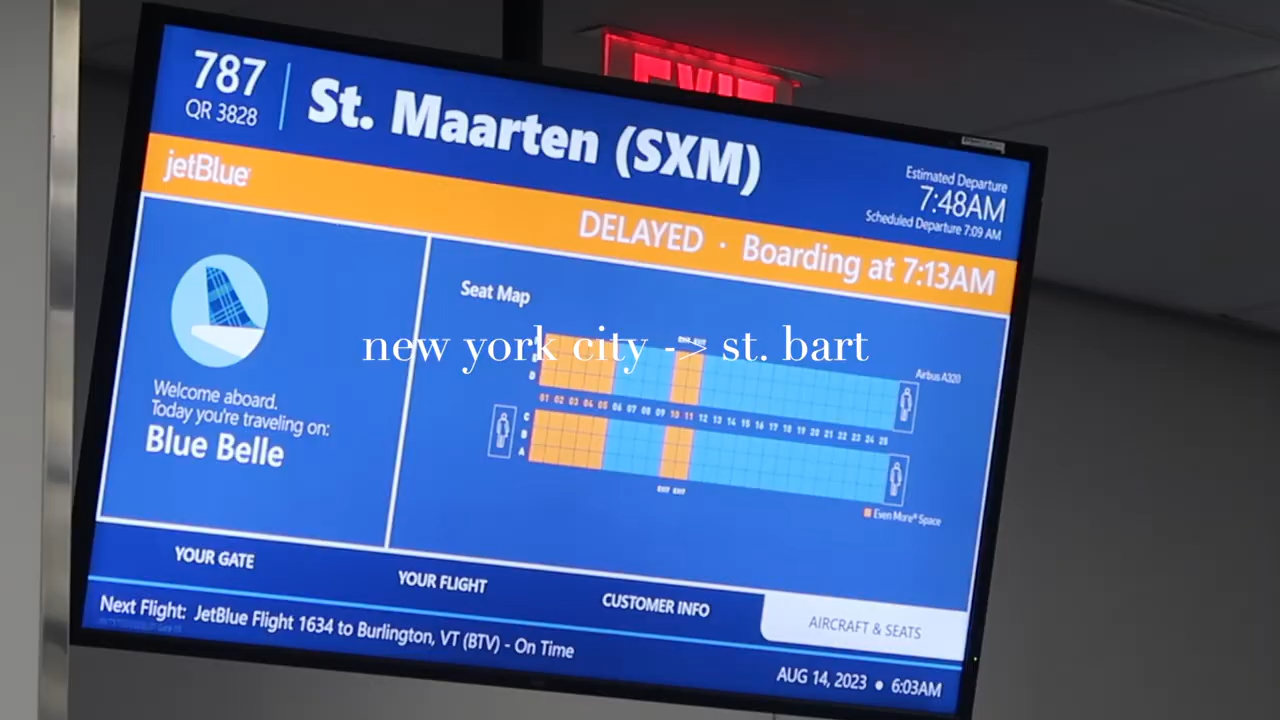 EXIT
787
QR 3828
St. Maarten (SXM)
Estimated Departure
7:48AM
Scheduled Departure 7:09 AM
jetBlue
DELAYED · Boarding at 7:13AM
Seat Map
new york city -> st. bart
Airbus A320
D
01 02 03 04 05 06 07 08 09 10 11 12 13 14 15 16 17 18 19 20 21 22 23 24 25
C
B
A
EXIT EXIT
Even More® Space
Welcome aboard.
Today you're traveling on:
Blue Belle
YOUR GATE
YOUR FLIGHT
CUSTOMER INFO
AIRCRAFT & SEATS
Next Flight: JetBlue Flight 1634 to Burlington, VT (BTV) - On Time
AUG 14, 2023 • 6:03AM